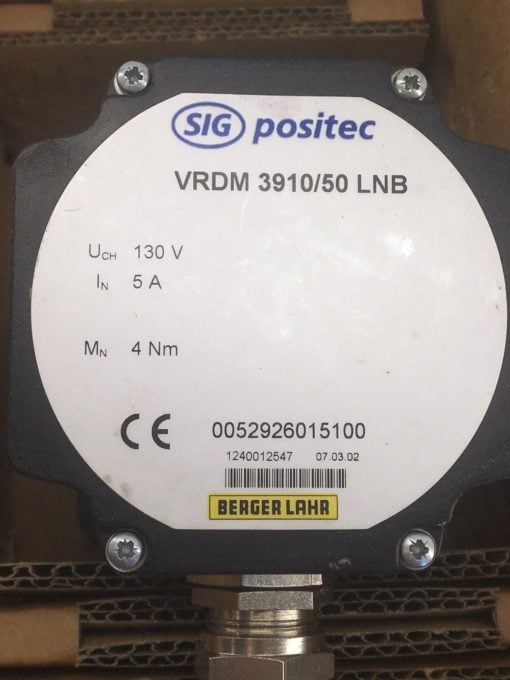 SIG positec
VRDM 3910/50 LNB
UCH 130 V
IN 5 A
MN 4 Nm
CE 0052926015100
1240012547 07.03.02
BERGER LAHR